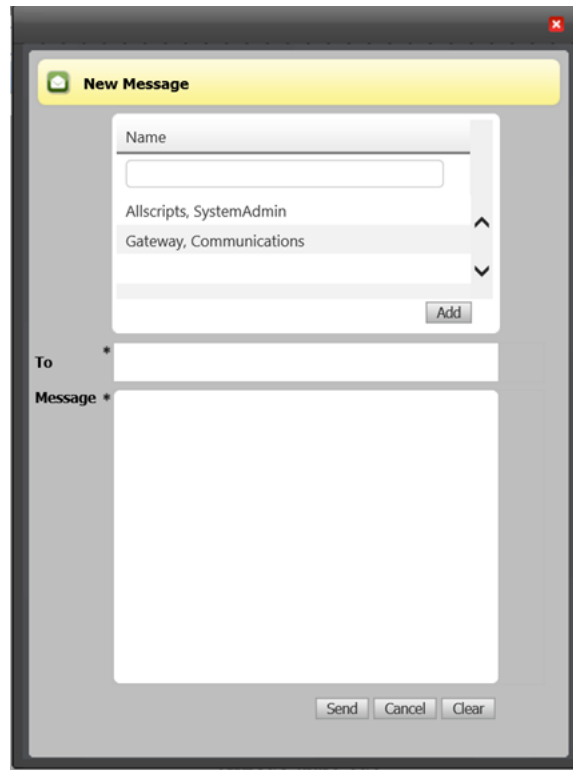 New Message
Name
Allscripts, SystemAdmin
Gateway, Communications
Add
To *
Message *
Send Cancel Clear